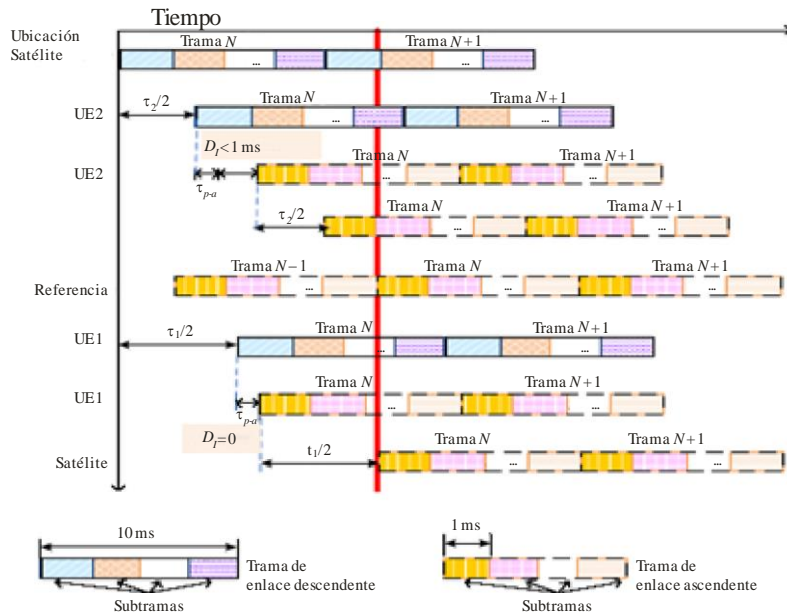 Tiempo
Ubicación
Satélite
Trama N
Trama N+1
...
...
UE2
τ2/2
Trama N
Trama N+1
...
...
DI<1 ms
UE2
τp-a
Trama N
Trama N+1
...
...
τ2/2
...
...
Referencia
Trama N−1
Trama N
Trama N+1
...
...
...
UE1
τ1/2
Trama N
Trama N+1
...
...
UE1
τp-a
Trama N
Trama N+1
...
...
DI=0
Satélite
t1/2
Trama N
Trama N+1
...
...
10 ms
1 ms
...
...
Trama de
enlace descendente
Trama de
enlace ascendente
Subtramas
Subtramas